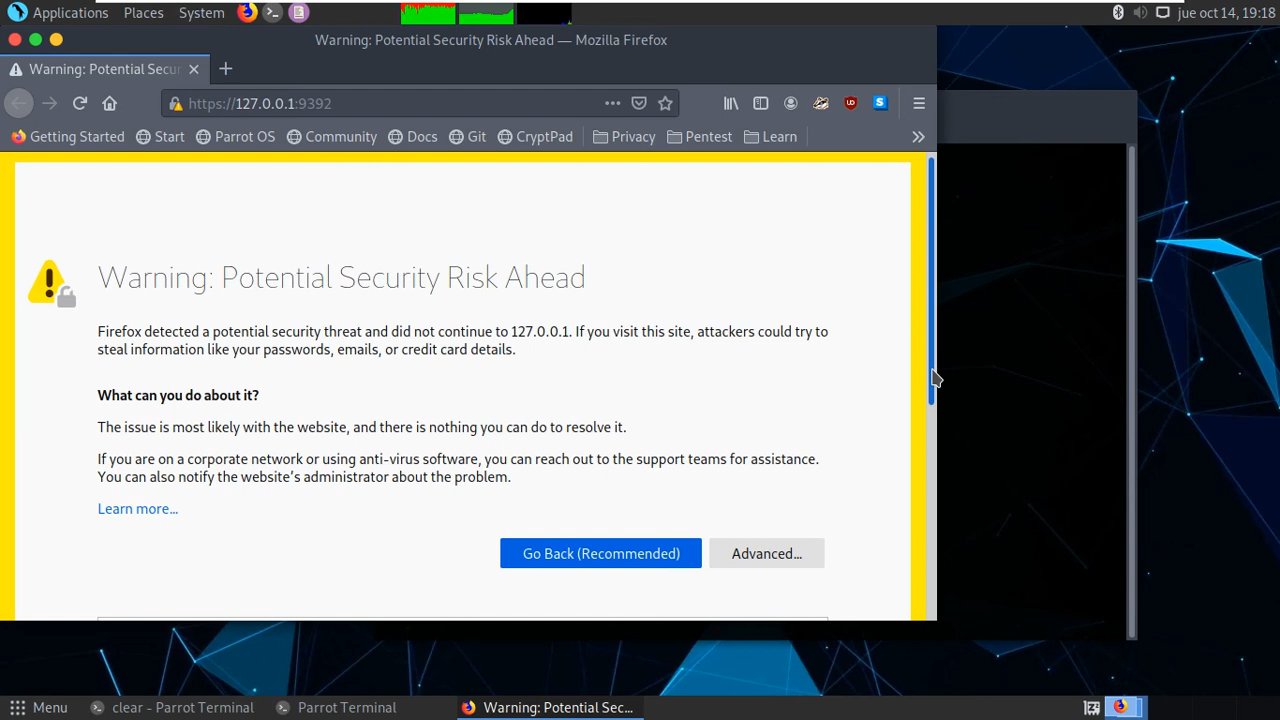 Applications Places System jue oct 14, 19:18
Warning: Potential Security Risk Ahead — Mozilla Firefox
Warning: Potential Secu
https://127.0.0.1:9392
Getting Started Start Parrot OS Community Docs Git CryptPad Privacy Pentest Learn
Warning: Potential Security Risk Ahead
Firefox detected a potential security threat and did not continue to 127.0.0.1. If you visit this site, attackers could try to
steal information like your passwords, emails, or credit card details.
What can you do about it?
The issue is most likely with the website, and there is nothing you can do to resolve it.
If you are on a corporate network or using anti-virus software, you can reach out to the support teams for assistance.
You can also notify the website’s administrator about the problem.
Learn more…
Go Back (Recommended) Advanced...
Menu clear - Parrot Terminal Parrot Terminal Warning: Potential Sec...